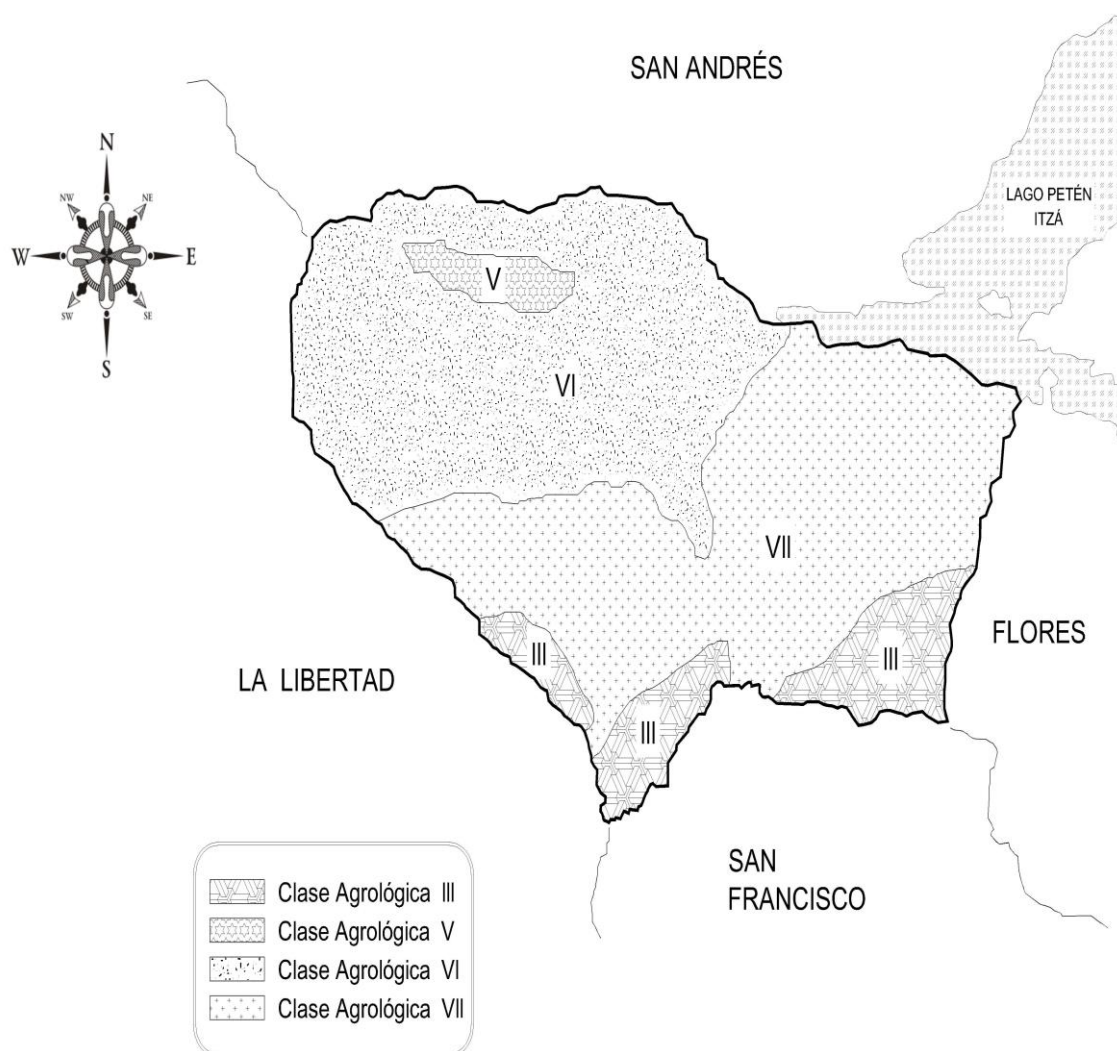 SAN ANDRÉS
N
NW
NE
W
E
SW
SE
S
LAGO PETÉN
ITZÁ
V
VI
VII
III
III
III
FLORES
LA LIBERTAD
SAN
FRANCISCO
Clase Agrológica III
Clase Agrológica V
Clase Agrológica VI
Clase Agrológica VII